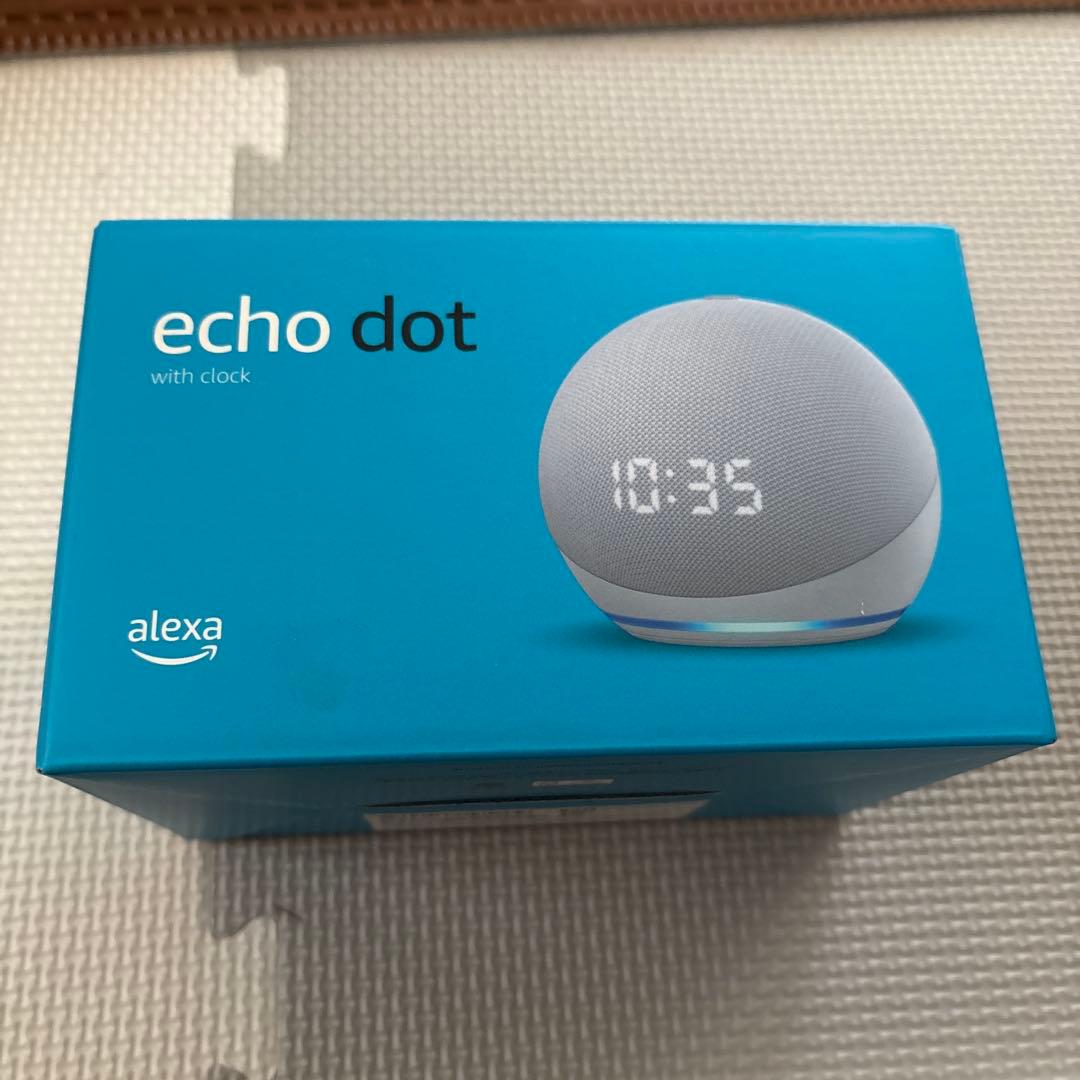 echo dot
with clock
10:35
alexa